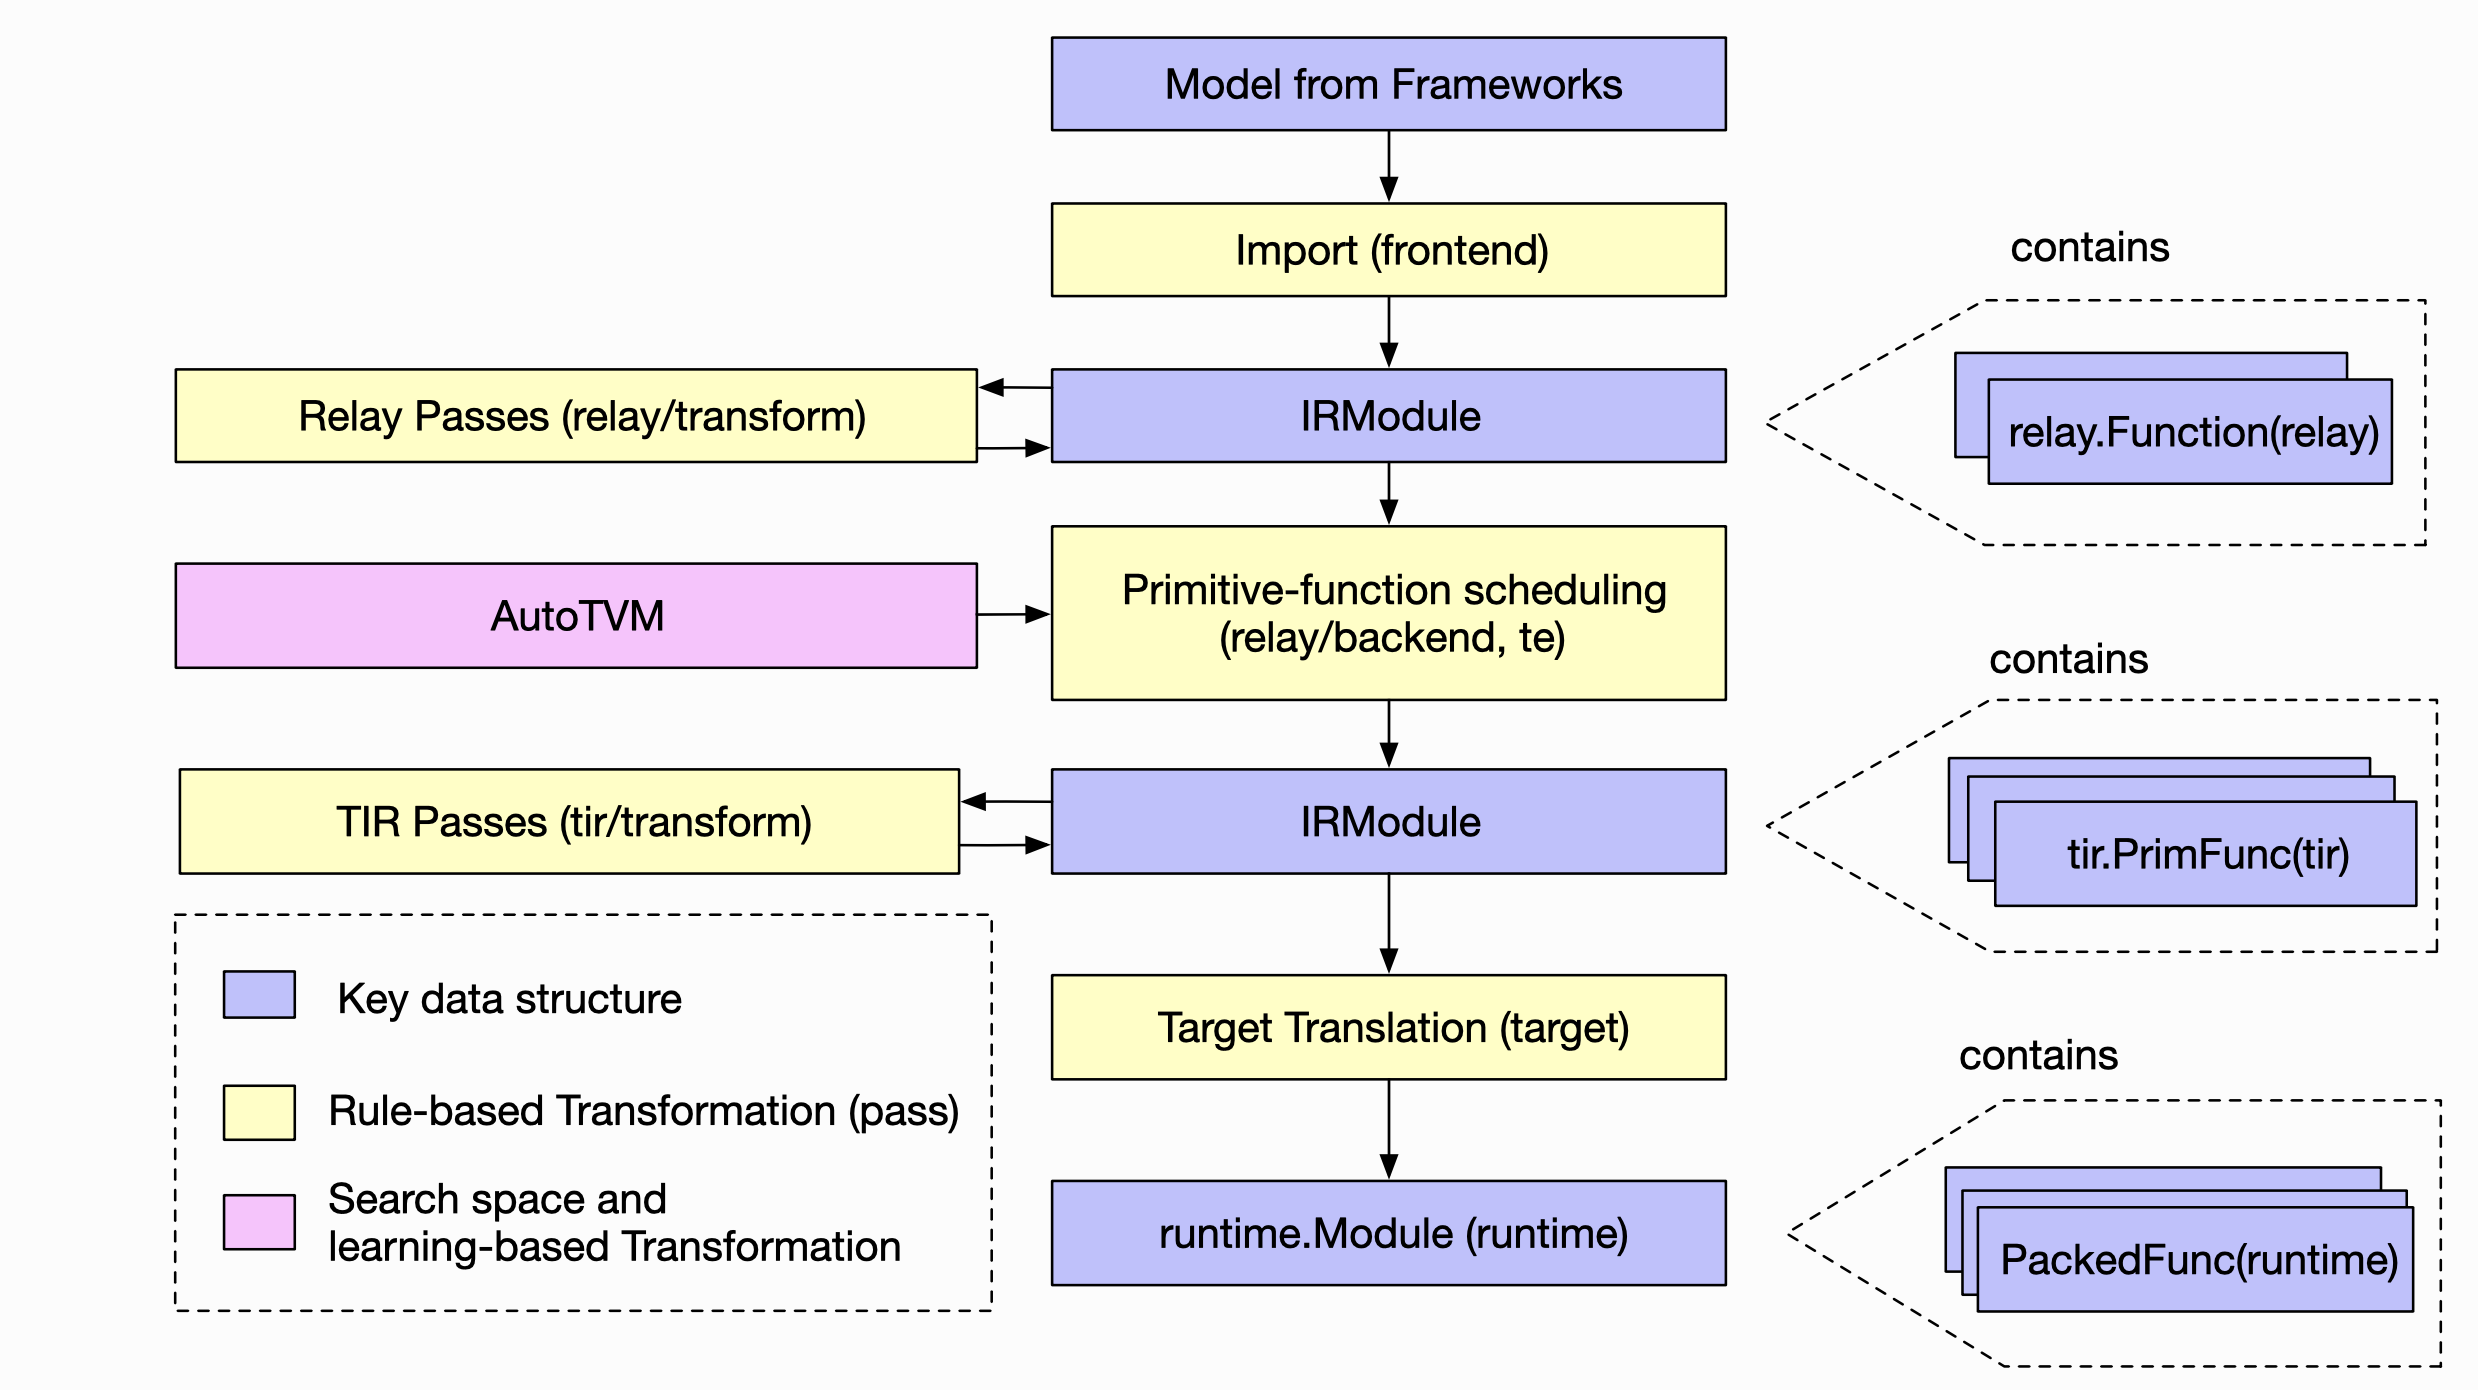 Model from Frameworks
Import (frontend)
contains
Relay Passes (relay/transform)
IRModule
relay.Function(relay)
AutoTVM
Primitive-function scheduling
(relay/backend, te)
contains
TIR Passes (tir/transform)
IRModule
tir.PrimFunc(tir)
Key data structure
Target Translation (target)
contains
Rule-based Transformation (pass)
Search space and
learning-based Transformation
runtime.Module (runtime)
PackedFunc(runtime)